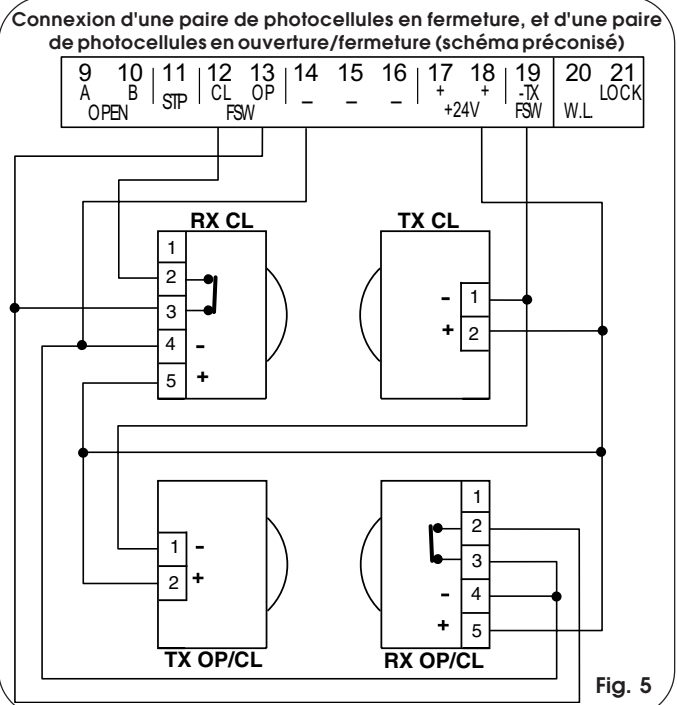 Connexion d'une paire de photocellules en fermeture, et d'une paire
de photocellules en ouverture/fermeture (schéma préconisé)
9 10 11 12 13 14 15 16 17 18 19 20 21
A B STP CL OP – – – + + -TX LOCK
OPEN FSW +24V FSW W.L.
RX CL TX CL
1
2
3
4 -
5 +
- 1
+ 2
1 -
2 +
1
2
3
- 4
+ 5
TX OP/CL RX OP/CL
Fig. 5